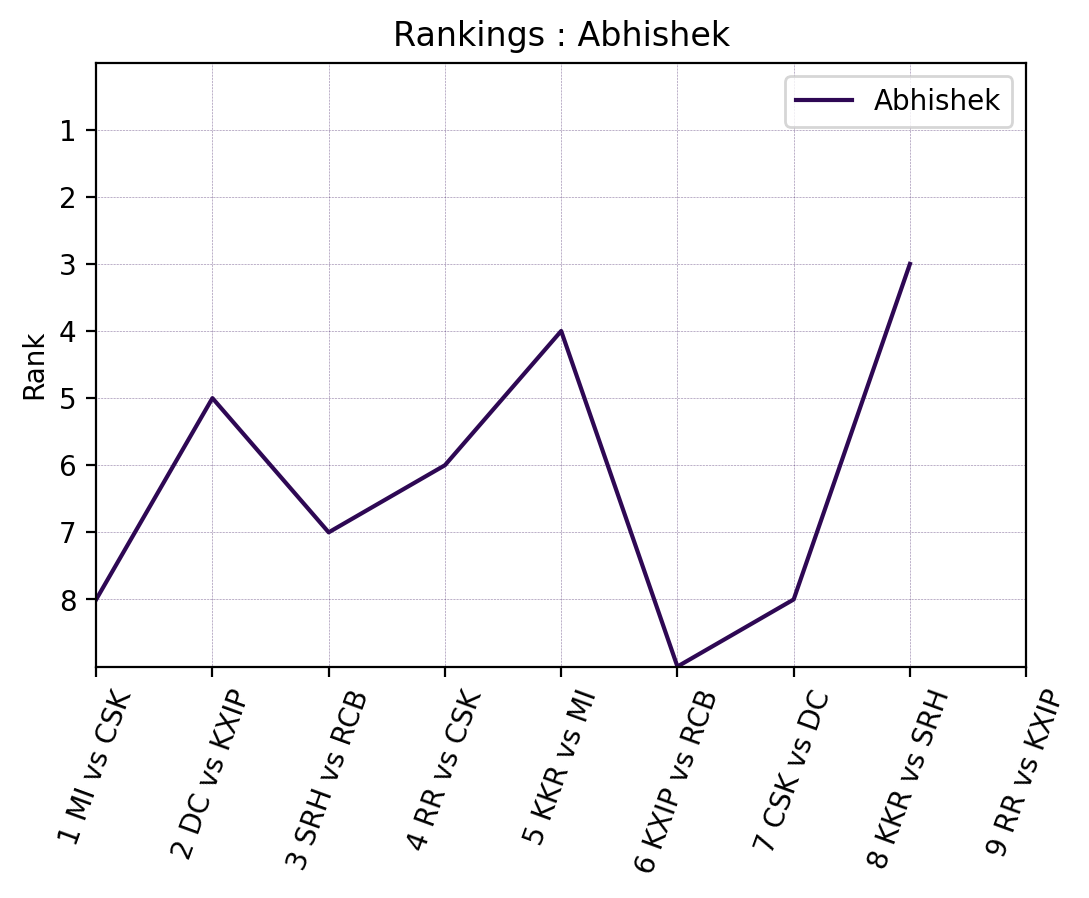 Rankings : Abhishek
Abhishek
Rank
1
2
3
4
5
6
7
8
1 MI vs CSK
2 DC vs KXIP
3 SRH vs RCB
4 RR vs CSK
5 KKR vs MI
6 KXIP vs RCB
7 CSK vs DC
8 KKR vs SRH
9 RR vs KXIP